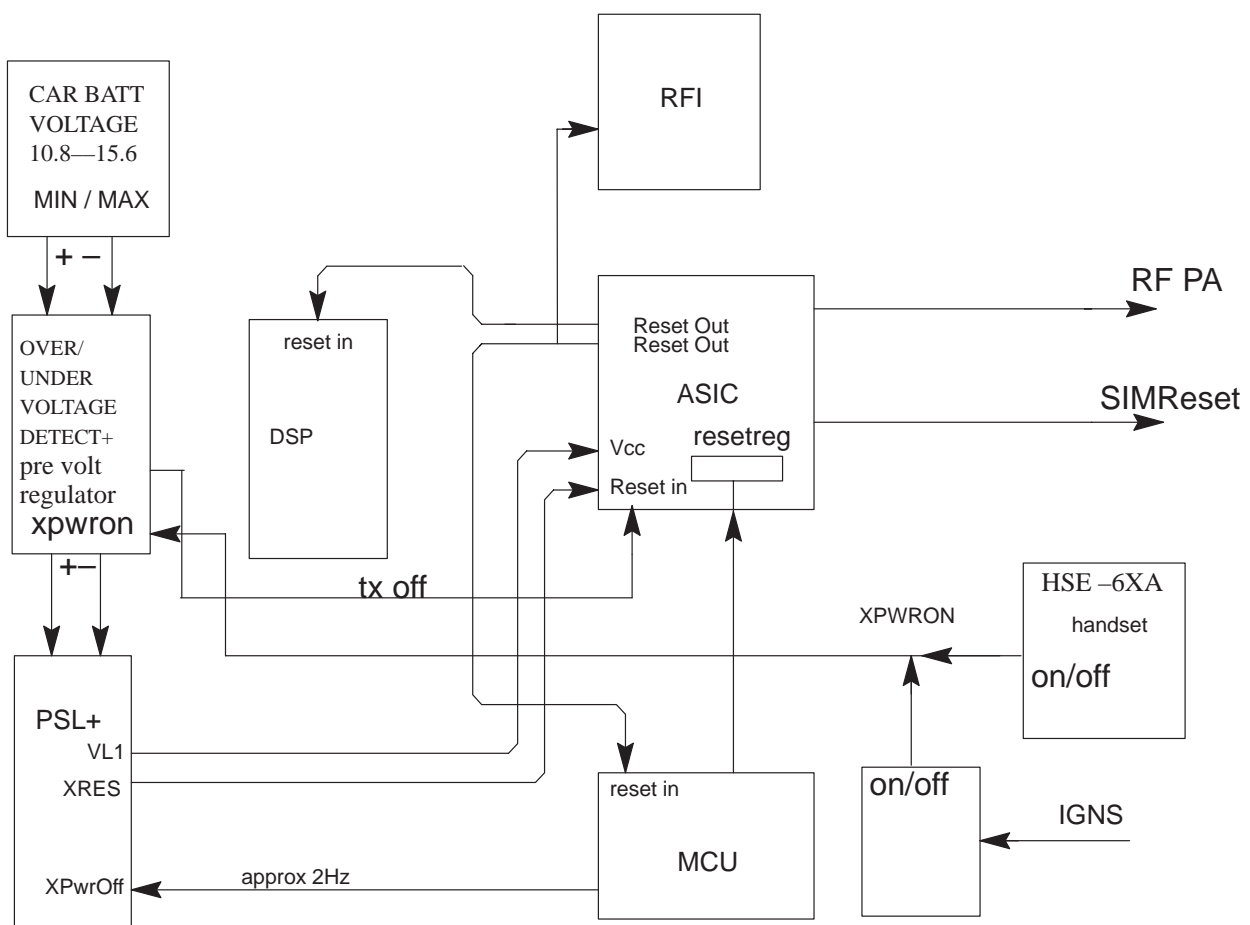 CAR BATT
VOLTAGE
10.8—15.6
MIN / MAX
+ –
RFI
OVER/
UNDER
VOLTAGE
DETECT+
pre volt
regulator
xpwron
+–
reset in
DSP
Reset Out
Reset Out
ASIC
resetreg
Vcc
Reset in
RF PA
SIMReset
tx off
XPWRON
HSE –6XA
handset
on/off
PSL+
VL1
XRES
XPwrOff
approx 2Hz
reset in
MCU
on/off
IGNS